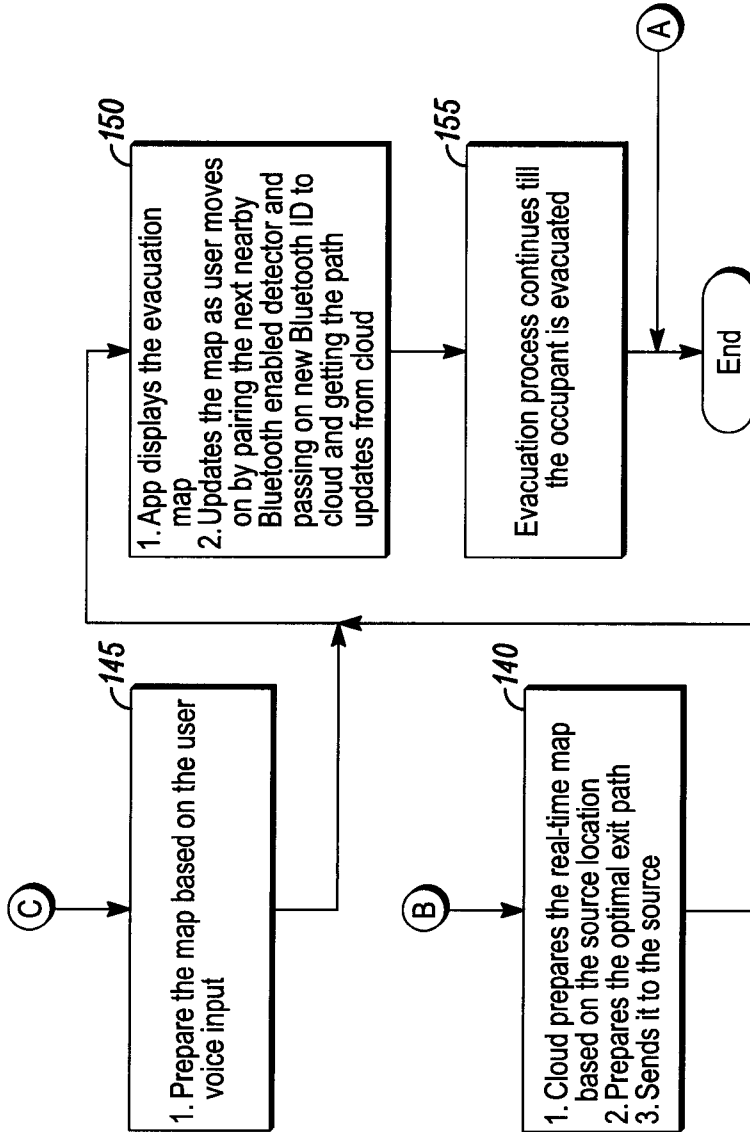 C
145
1. Prepare the map based on the user
voice input
B
140
1. Cloud prepares the real-time map
based on the source location
2. Prepares the optimal exit path
3. Sends it to the source
150
1. App displays the evacuation
map
2. Updates the map as user moves
on by pairing the next nearby
Bluetooth enabled detector and
passing on new Bluetooth ID to
cloud and getting the path
updates from cloud
155
Evacuation process continues till
the occupant is evacuated
A
End